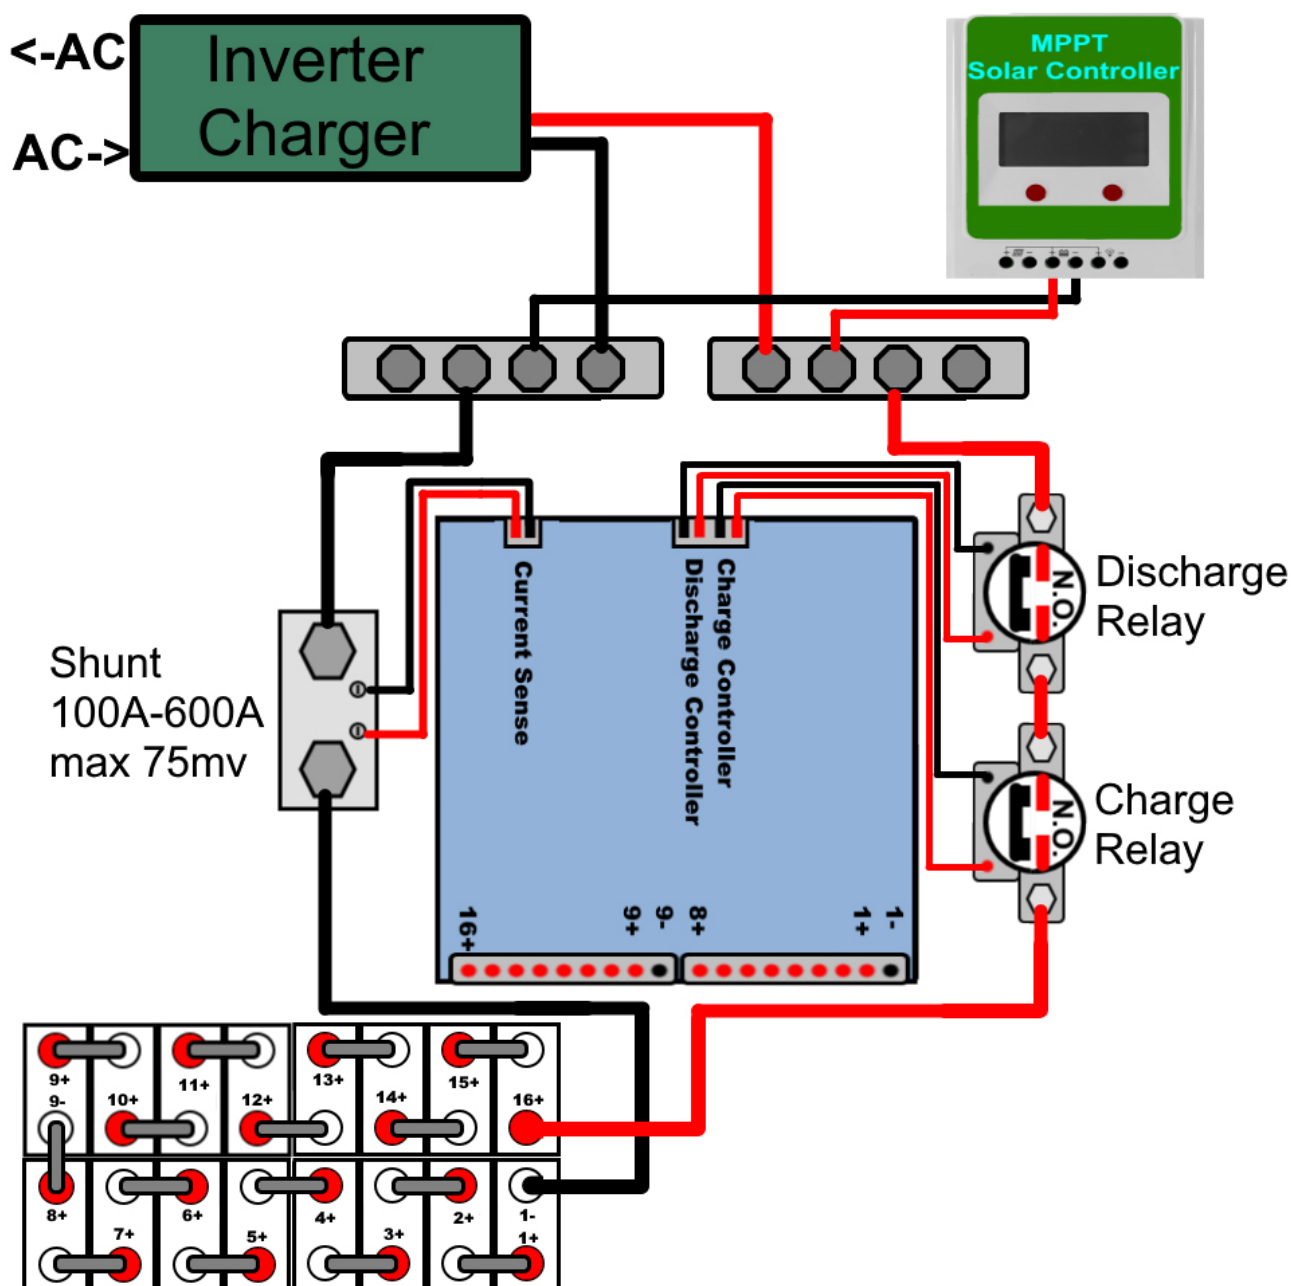 <-AC
Inverter
Charger
AC->
MPPT
Solar Controller
Discharge
Relay
N.O.
Charge
Relay
N.O.
Shunt
100A-600A
max 75mv
Current Sense
Discharge Controller
Charge Controller
16+
9+
9-
8+
1+
1-
9+
9-
10+
11+
12+
13+
14+
15+
16+
8+
7+
6+
5+
4+
3+
2+
1-
1+